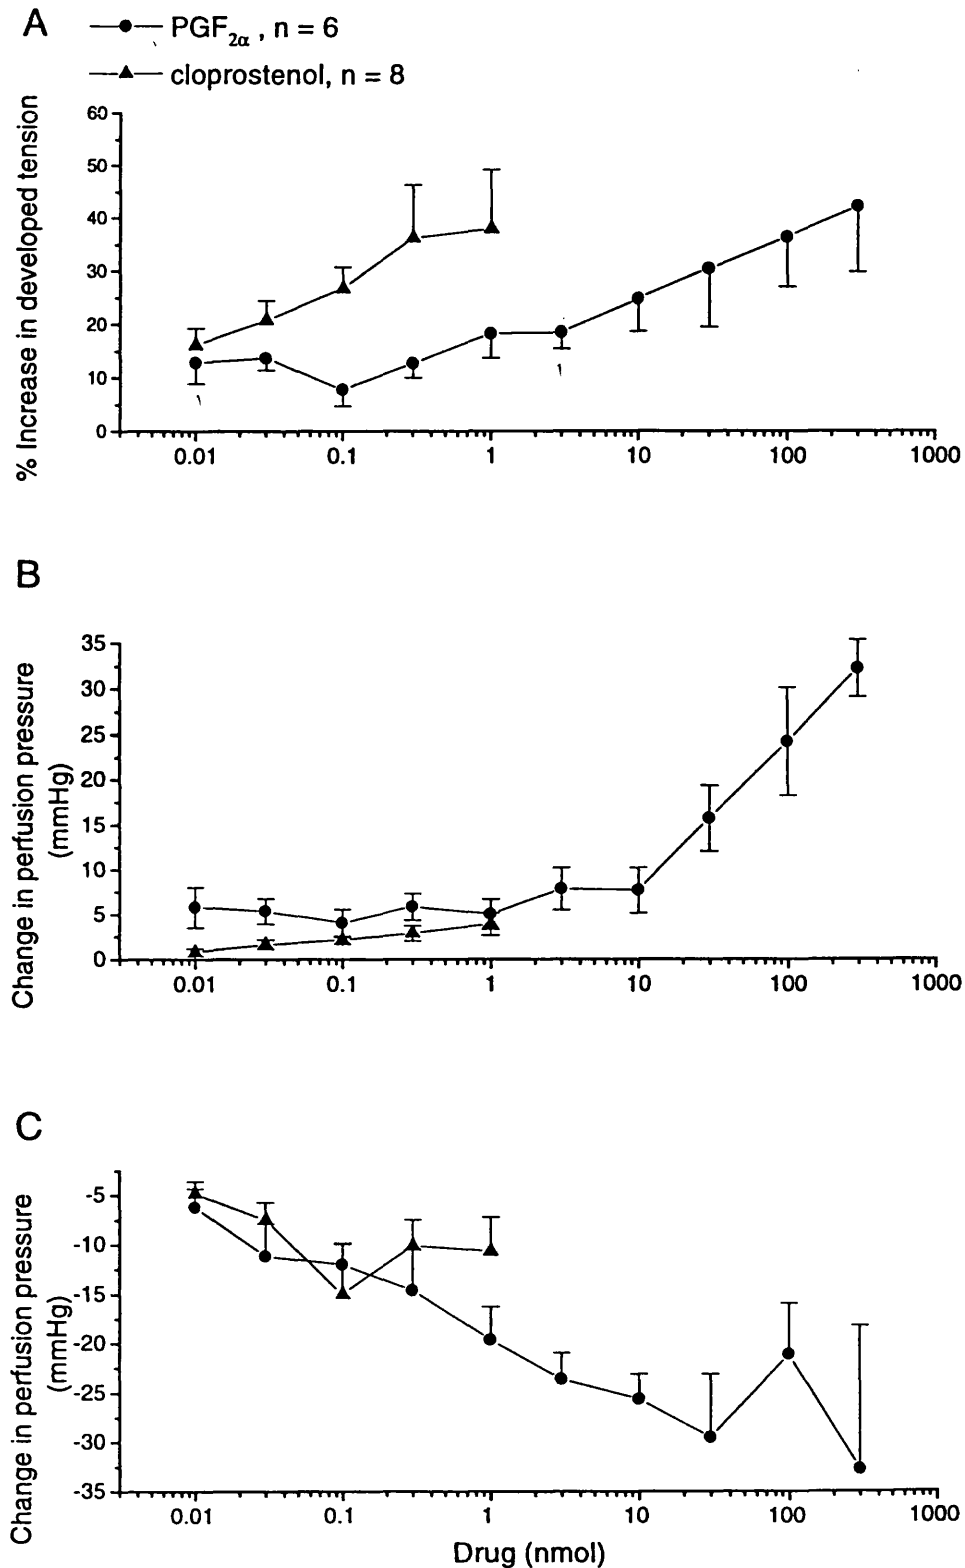 A
PGF2α , n = 6
cloprostenol, n = 8
% Increase in developed tension
60
50
40
30
20
10
0
0.01 0.1 1 10 100 1000
B
Change in perfusion pressure
(mmHg)
35
30
25
20
15
10
5
0
0.01 0.1 1 10 100 1000
C
Change in perfusion pressure
(mmHg)
-5
-10
-15
-20
-25
-30
-35
0.01 0.1 1 10 100 1000
Drug (nmol)